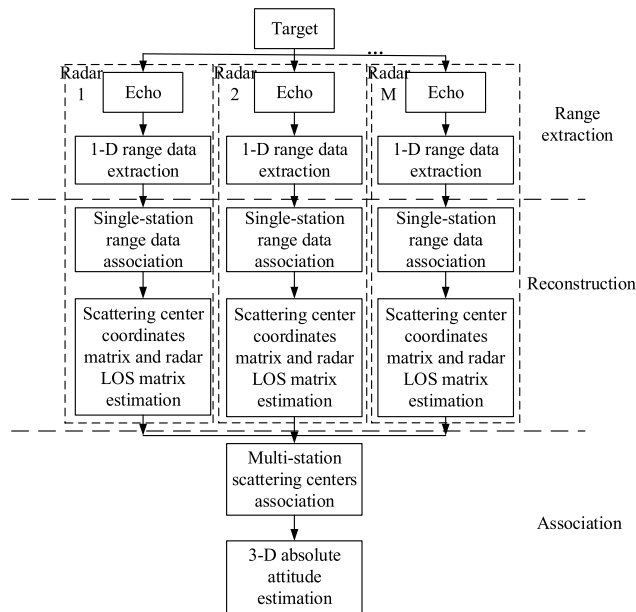 Target
...
Radar
1
Echo
Radar
2
Echo
Radar
M
Echo
Range
extraction
1-D range data
extraction
1-D range data
extraction
1-D range data
extraction
Single-station
range data
association
Single-station
range data
association
Single-station
range data
association
Reconstruction
Scattering center
coordinates
matrix and radar
LOS matrix
estimation
Scattering center
coordinates
matrix and radar
LOS matrix
estimation
Scattering center
coordinates
matrix and radar
LOS matrix
estimation
Multi-station
scattering centers
association
Association
3-D absolute
attitude
estimation